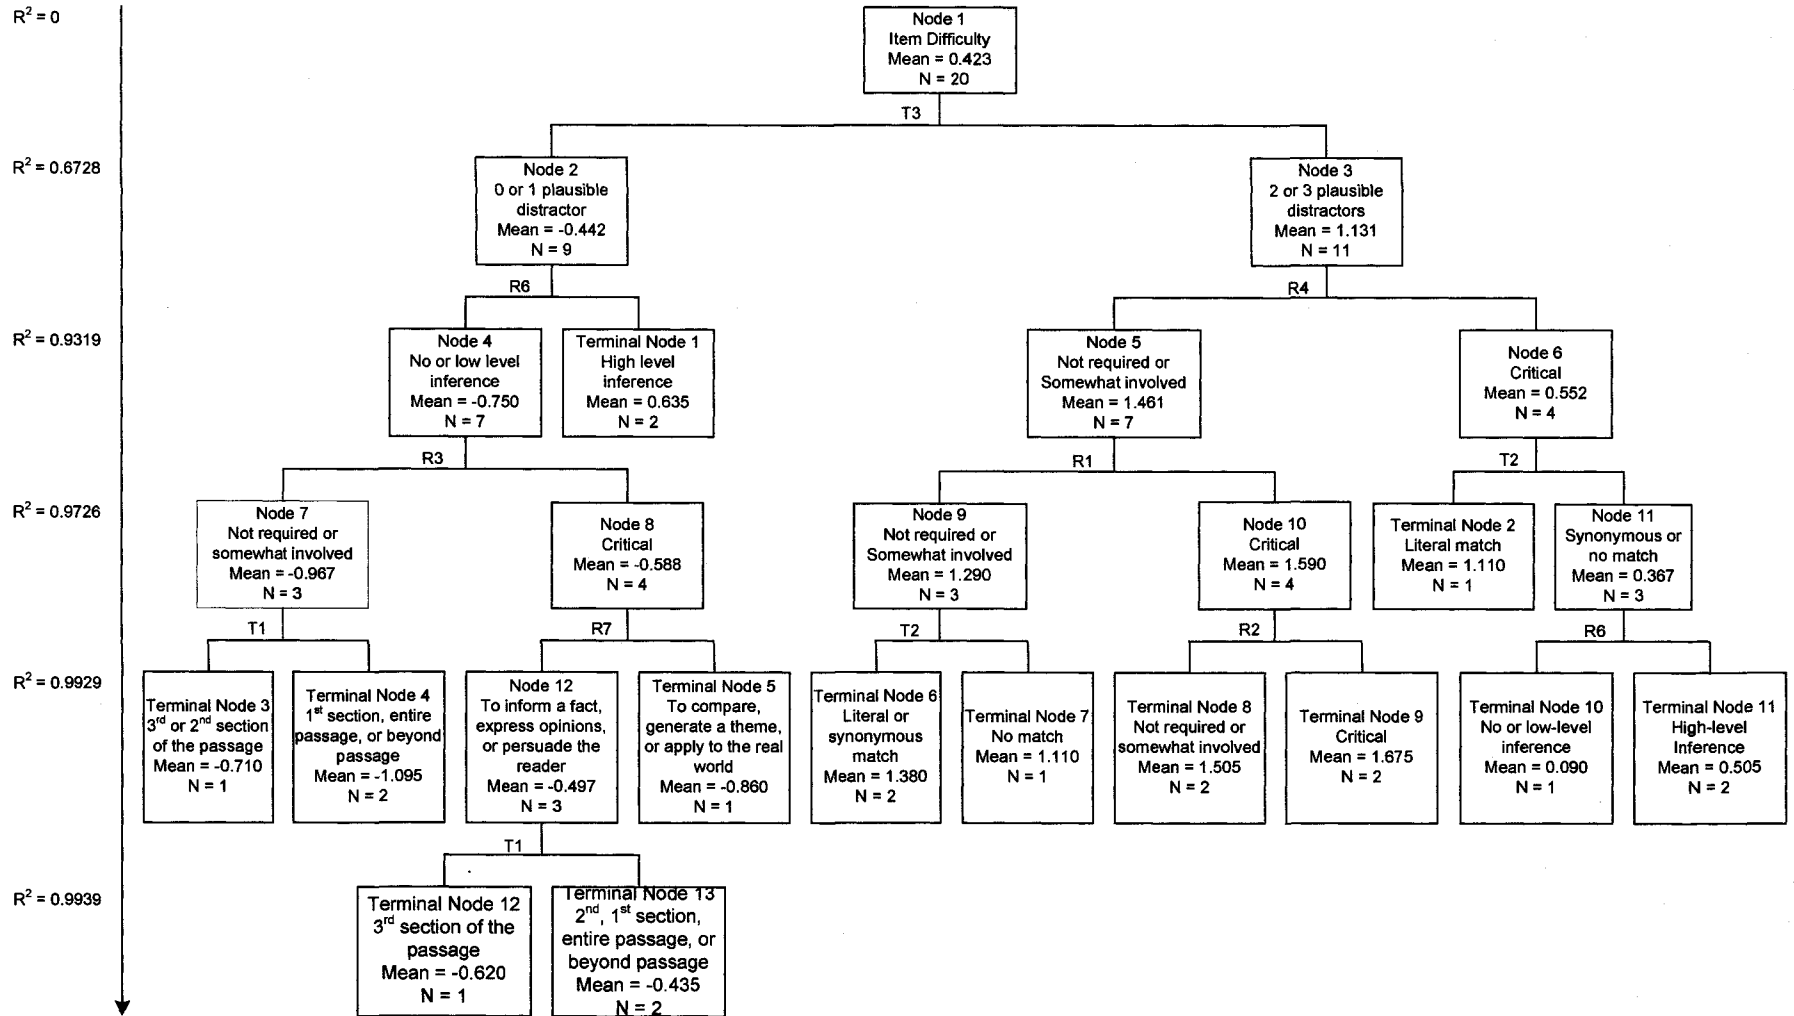 R² = 0
Node 1
Item Difficulty
Mean = 0.423
N = 20
T3
R² = 0.6728
Node 2
0 or 1 plausible
distractor
Mean = -0.442
N = 9
Node 3
2 or 3 plausible
distractors
Mean = 1.131
N = 11
R6
R4
R² = 0.9319
Node 4
No or low level
inference
Mean = -0.750
N = 7
Terminal Node 1
High level
inference
Mean = 0.635
N = 2
Node 5
Not required or
Somewhat involved
Mean = 1.461
N = 7
Node 6
Critical
Mean = 0.552
N = 4
R3
R1
T2
R² = 0.9726
Node 7
Not required or
somewhat involved
Mean = -0.967
N = 3
Node 8
Critical
Mean = -0.588
N = 4
Node 9
Not required or
Somewhat involved
Mean = 1.290
N = 3
Node 10
Critical
Mean = 1.590
N = 4
Terminal Node 2
Literal match
Mean = 1.110
N = 1
Node 11
Synonymous or
no match
Mean = 0.367
N = 3
T1
R7
T2
R2
R6
R² = 0.9929
Terminal Node 3
3rd or 2nd section
of the passage
Mean = -0.710
N = 1
Terminal Node 4
1st section, entire
passage, or beyond
passage
Mean = -1.095
N = 2
Node 12
To inform a fact,
express opinions,
or persuade the
reader
Mean = -0.497
N = 3
Terminal Node 5
To compare,
generate a theme,
or apply to the real
world
Mean = -0.860
N = 1
Terminal Node 6
Literal or
synonymous
match
Mean = 1.380
N = 2
Terminal Node 7
No match
Mean = 1.110
N = 1
Terminal Node 8
Not required or
somewhat involved
Mean = 1.505
N = 2
Terminal Node 9
Critical
Mean = 1.675
N = 2
Terminal Node 10
No or low-level
inference
Mean = 0.090
N = 1
Terminal Node 11
High-level
Inference
Mean = 0.505
N = 2
T1
R² = 0.9939
Terminal Node 12
3rd section of the
passage
Mean = -0.620
N = 1
Terminal Node 13
2nd, 1st section,
entire passage, or
beyond passage
Mean = -0.435
N = 2